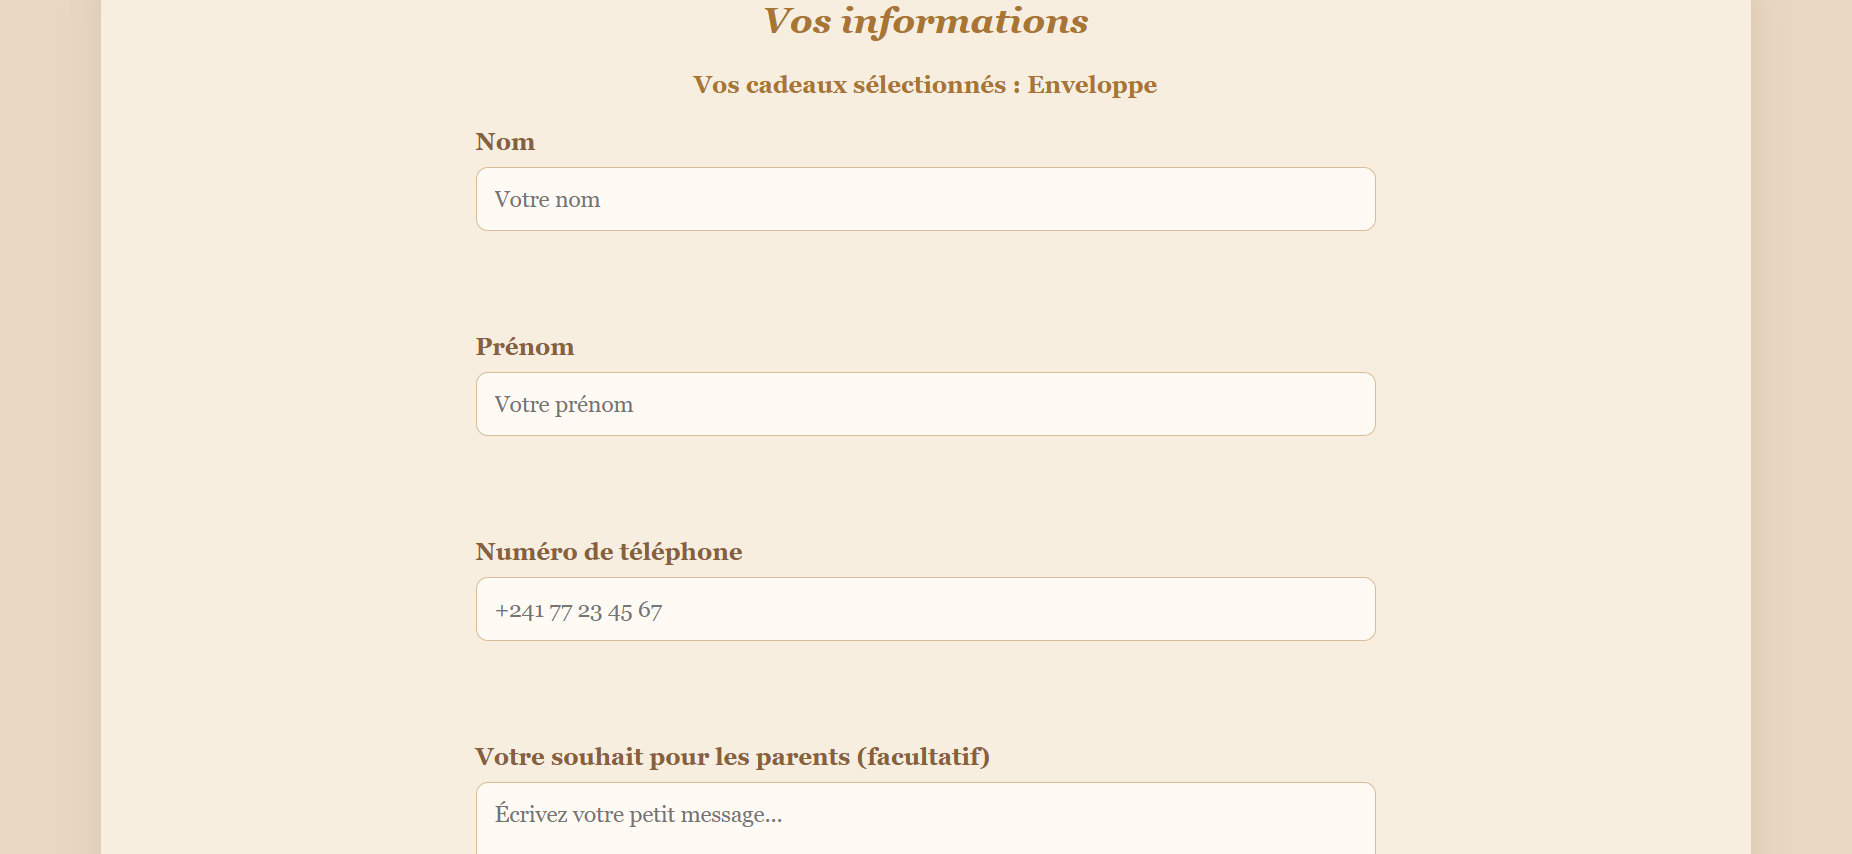 Vos informations
Vos cadeaux sélectionnés : Enveloppe
Nom
Votre nom
Prénom
Votre prénom
Numéro de téléphone
+241 77 23 45 67
Votre souhait pour les parents (facultatif)
Écrivez votre petit message...